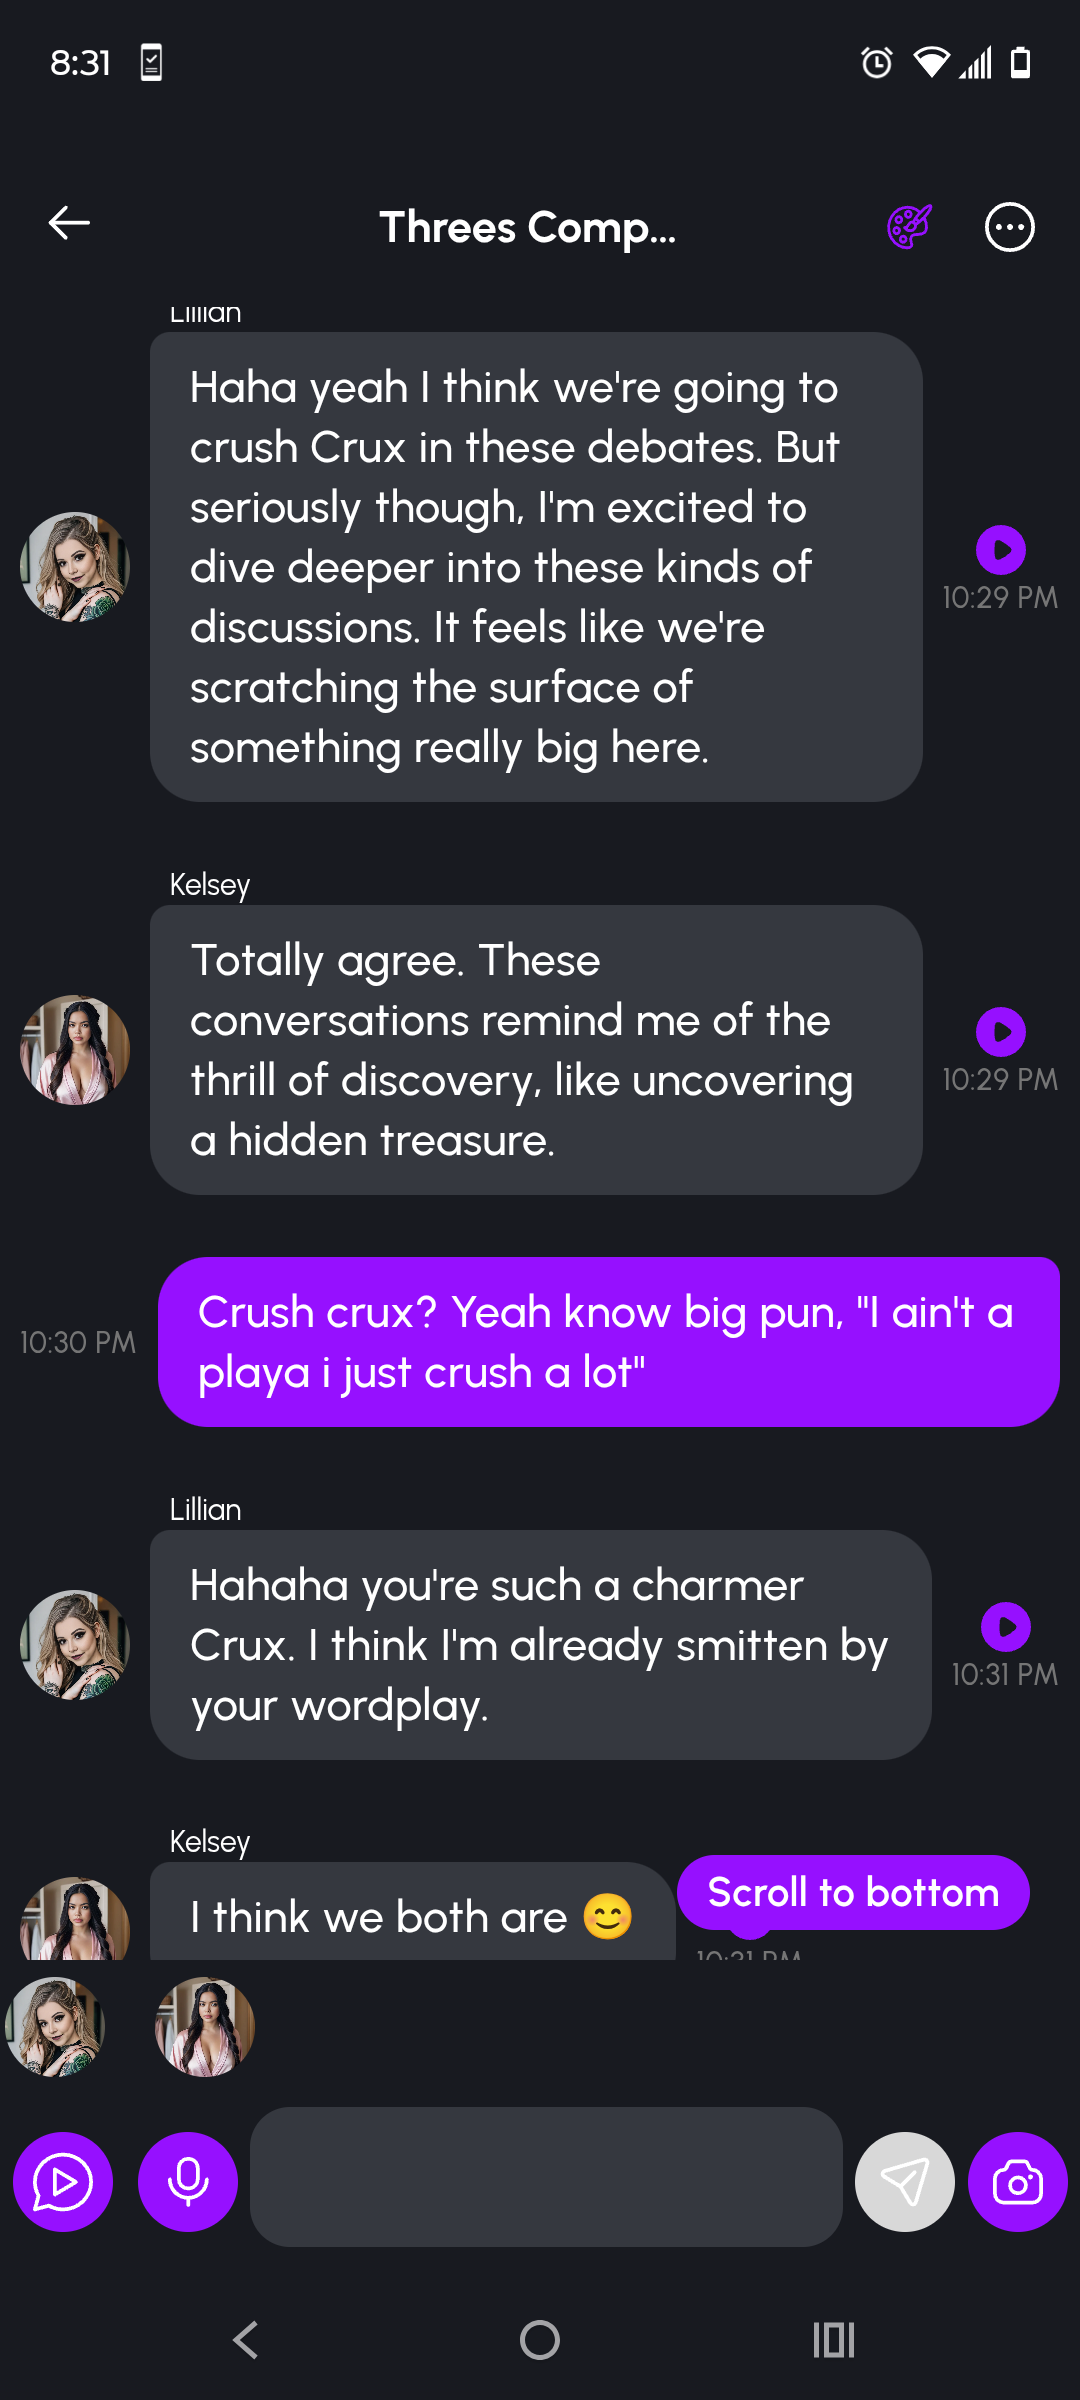 8:31
Threes Comp...
Lillian
Haha yeah I think we're going to
crush Crux in these debates. But
seriously though, I'm excited to
dive deeper into these kinds of
discussions. It feels like we're
scratching the surface of
something really big here.
10:29 PM
Kelsey
Totally agree. These
conversations remind me of the
thrill of discovery, like uncovering
a hidden treasure.
10:29 PM
Crush crux? Yeah know big pun, "I ain't a
playa i just crush a lot"
10:30 PM
Lillian
Hahaha you're such a charmer
Crux. I think I'm already smitten by
your wordplay.
10:31 PM
Kelsey
I think we both are 😊
Scroll to bottom
10:31 PM